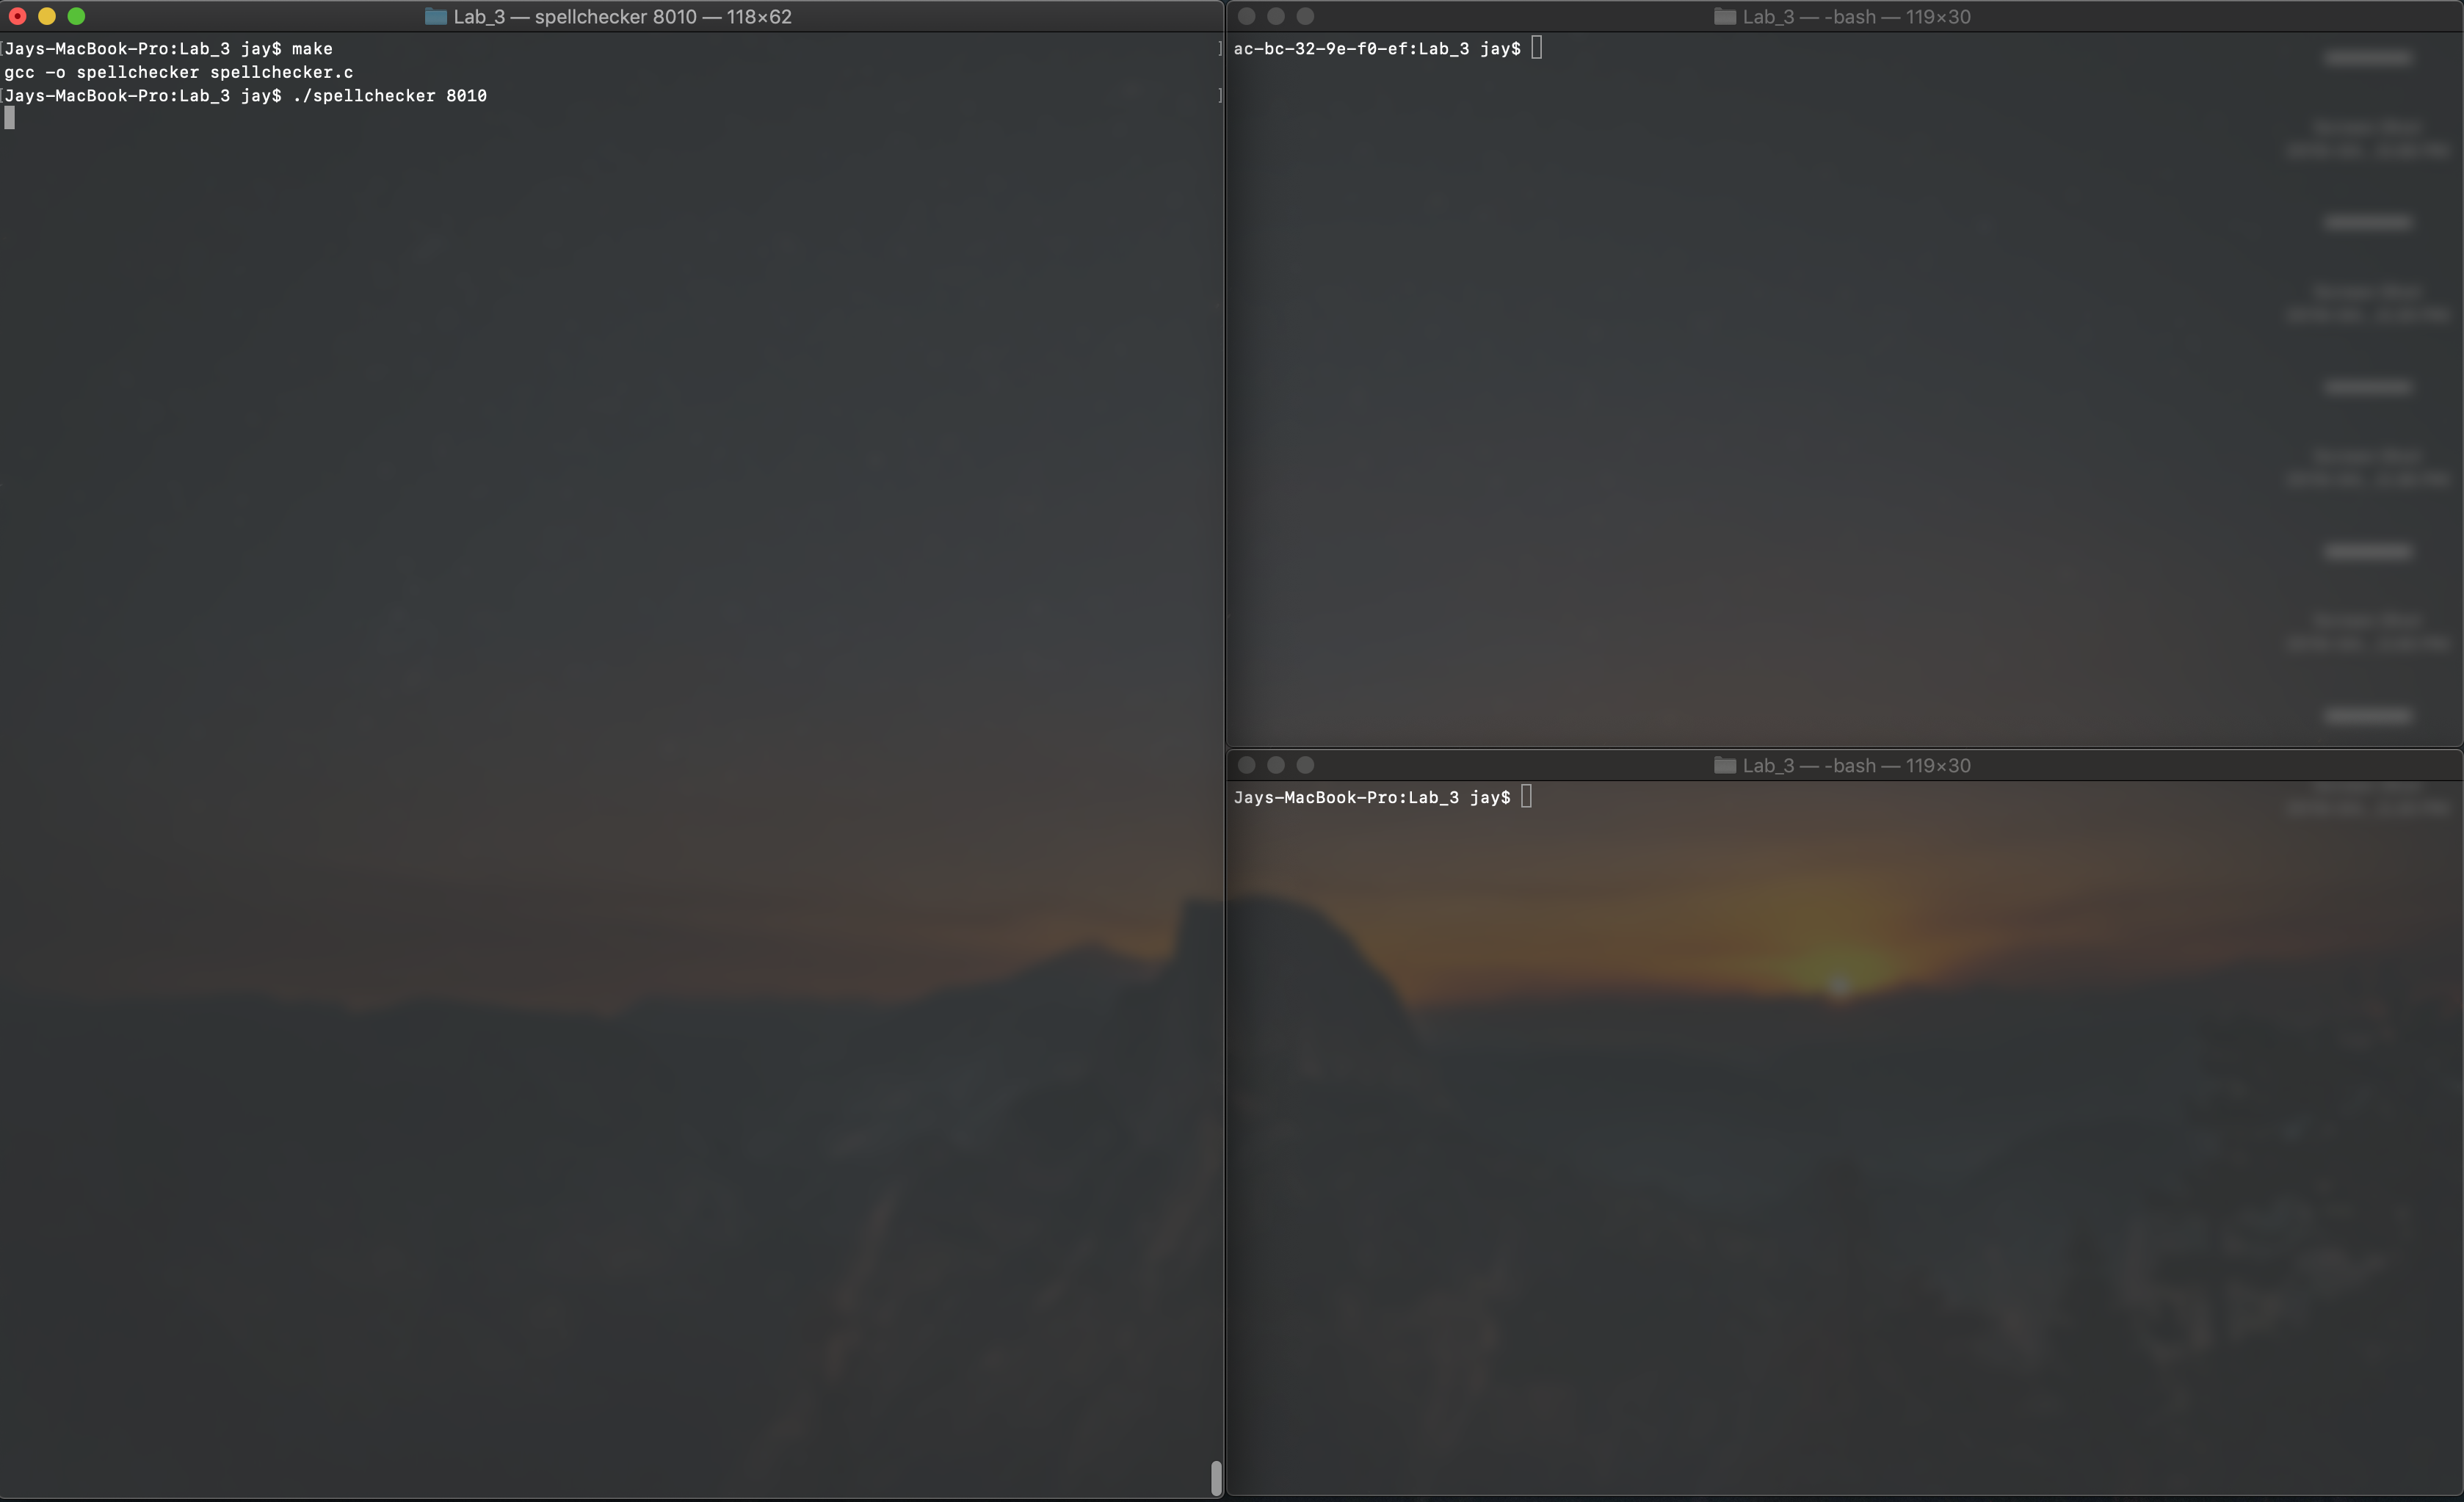 Lab_3 — spellchecker 8010 — 118×62
[Jays-MacBook-Pro:Lab_3 jay$ make ]
gcc -o spellchecker spellchecker.c
[Jays-MacBook-Pro:Lab_3 jay$ ./spellchecker 8010 ]
Lab_3 — -bash — 119×30
ac-bc-32-9e-f0-ef:Lab_3 jay$
Lab_3 — -bash — 119×30
Jays-MacBook-Pro:Lab_3 jay$